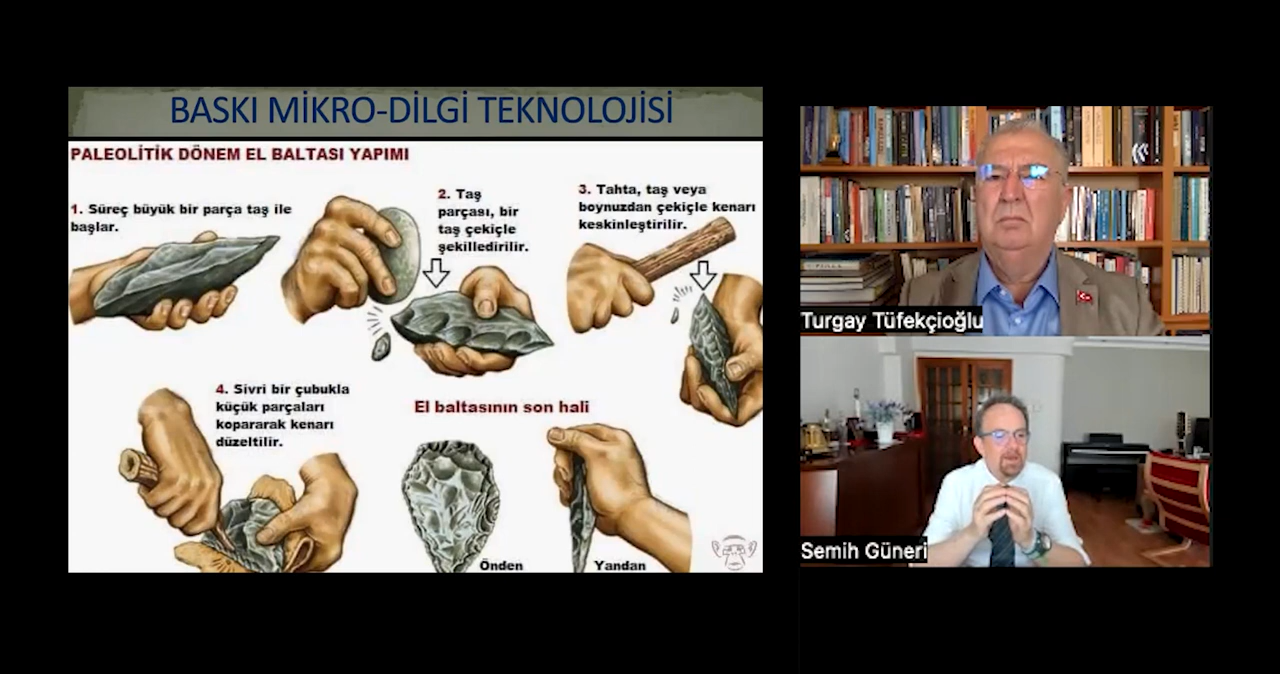 BASKI MİKRO-DİLGİ TEKNOLOJİSİ
PALEOLİTİK DÖNEM EL BALTASI YAPIMI
1. Süreç büyük bir parça taş ile
başlar.
2. Taş
parçası, bir
taş çekiçle
şekilledirilir.
3. Tahta, taş veya
boynuzdan çekiçle kenarı
keskinleştirilir.
4. Sivri bir çubukla
küçük parçaları
kopararak kenarı
düzeltilir.
El baltasının son hali
Önden
Yandan
Turgay Tüfekçioğlu
Semih Güneri